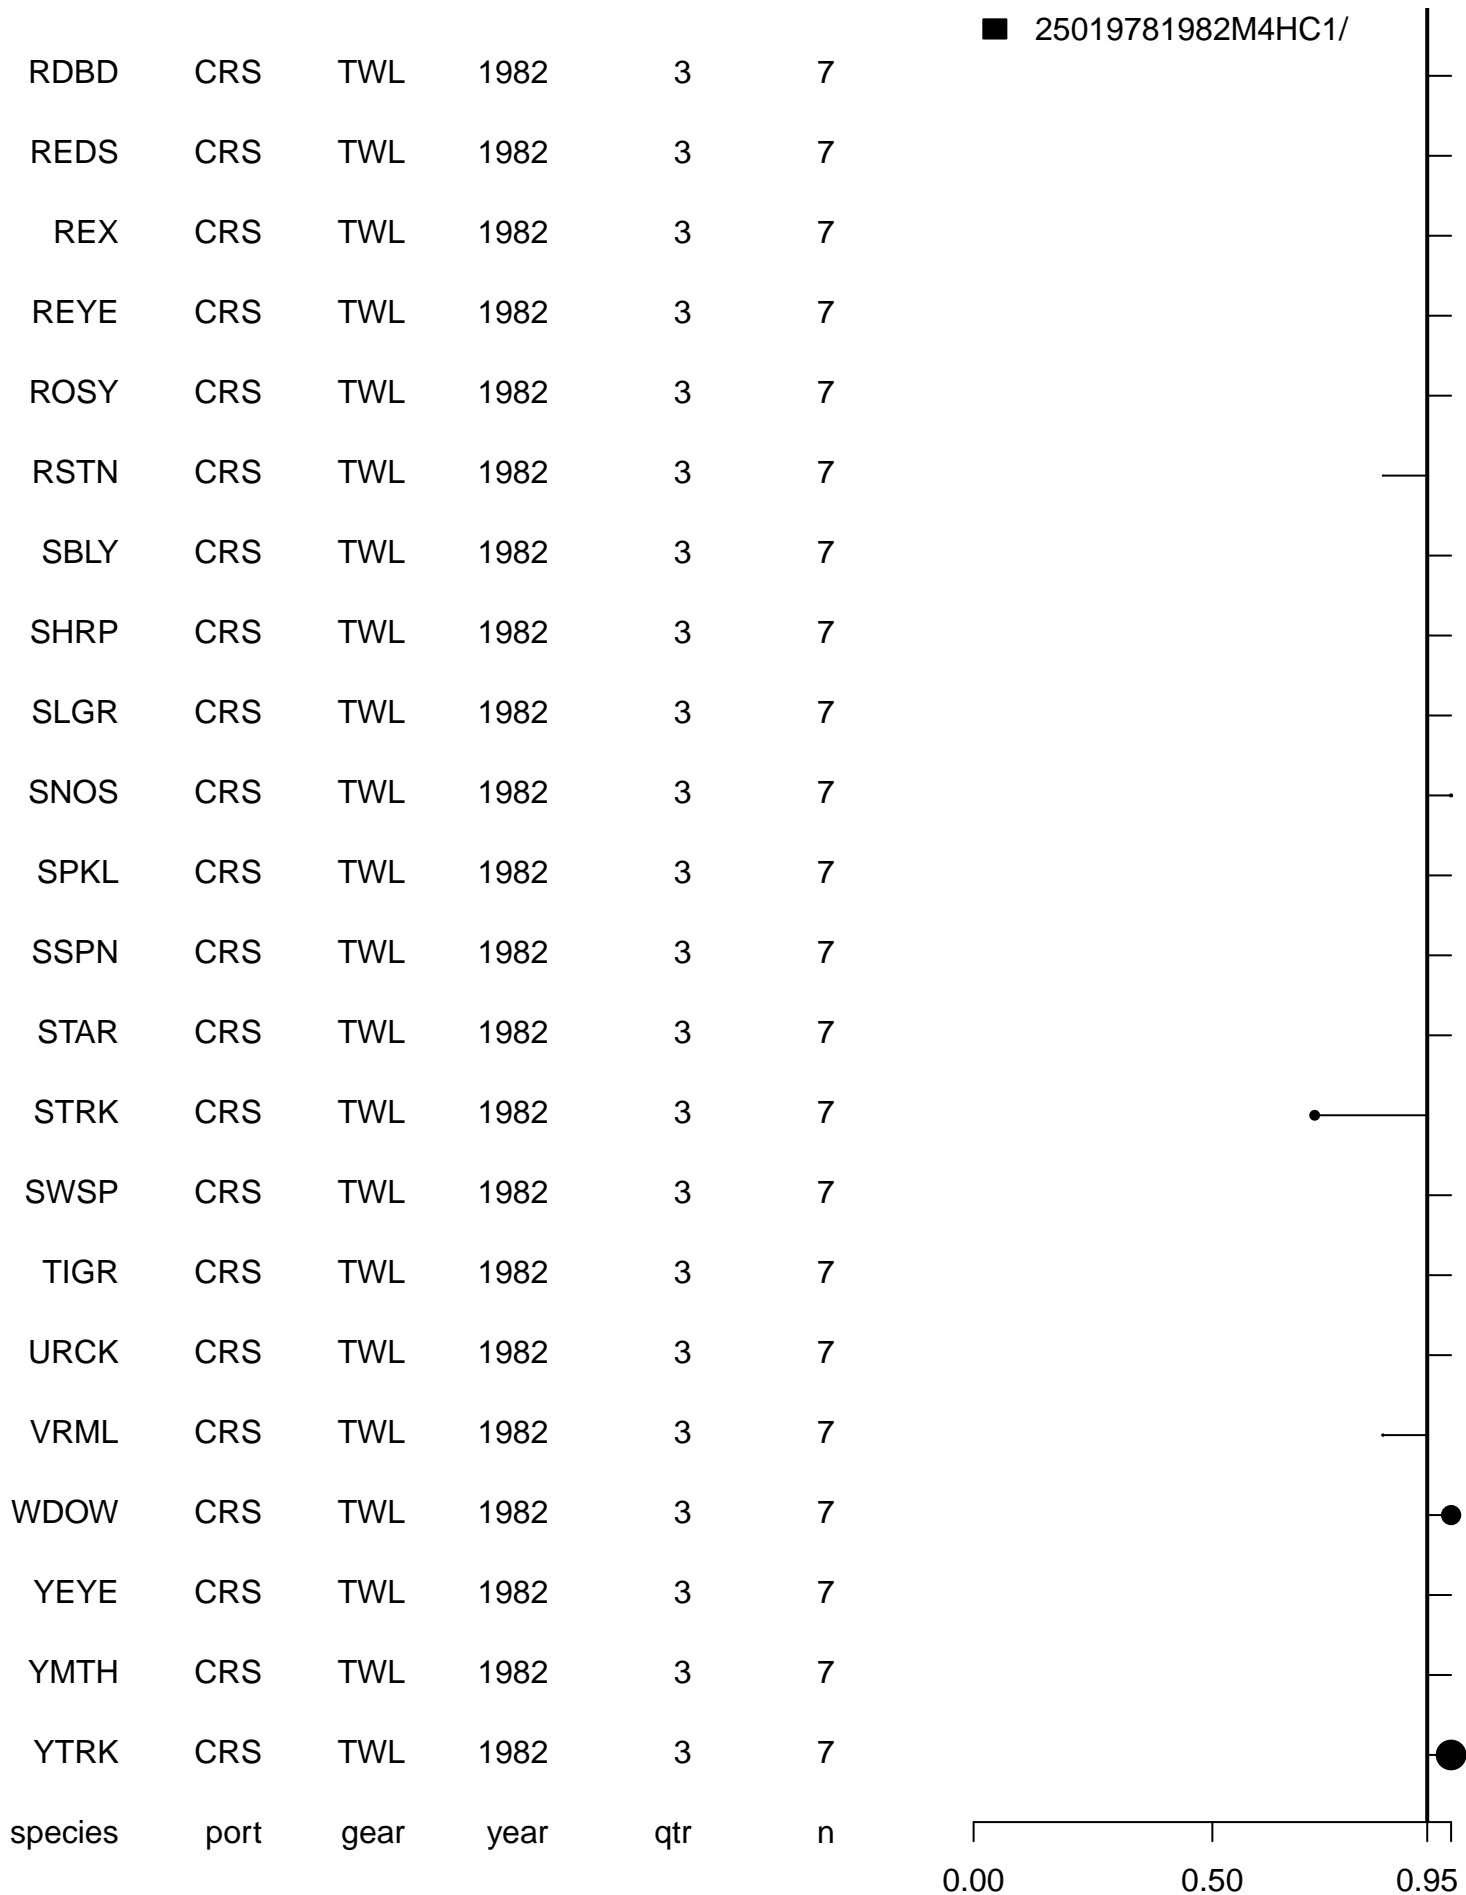 25019781982M4HC1/
RDBD CRS TWL 1982 3 7
REDS CRS TWL 1982 3 7
REX CRS TWL 1982 3 7
REYE CRS TWL 1982 3 7
ROSY CRS TWL 1982 3 7
RSTN CRS TWL 1982 3 7
SBLY CRS TWL 1982 3 7
SHRP CRS TWL 1982 3 7
SLGR CRS TWL 1982 3 7
SNOS CRS TWL 1982 3 7
SPKL CRS TWL 1982 3 7
SSPN CRS TWL 1982 3 7
STAR CRS TWL 1982 3 7
STRK CRS TWL 1982 3 7
SWSP CRS TWL 1982 3 7
TIGR CRS TWL 1982 3 7
URCK CRS TWL 1982 3 7
VRML CRS TWL 1982 3 7
WDOW CRS TWL 1982 3 7
YEYE CRS TWL 1982 3 7
YMTH CRS TWL 1982 3 7
YTRK CRS TWL 1982 3 7
species port gear year qtr n
0.00 0.50 0.95